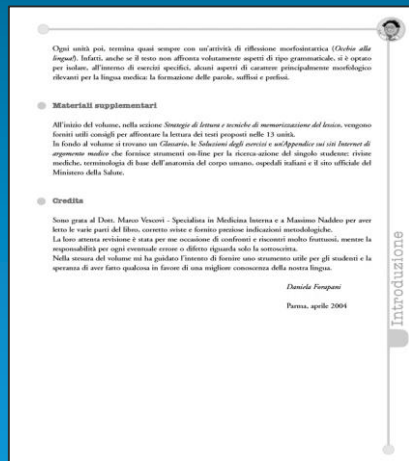 Ogni unità poi, termina quasi sempre con un'attività di riflessione morfosintattica (Occhio alla
lingua!). Infatti, anche se il testo non affronta volutamente aspetti di tipo grammaticale, si è optato
per isolare, all'interno di esercizi specifici, alcuni aspetti di carattere principalmente morfologico
rilevanti per la lingua medica: la formazione delle parole, suffissi e prefissi.
Materiali supplementari
All'inizio del volume, nella sezione Strategie di lettura e tecniche di memorizzazione del lessico, vengono
forniti utili consigli per affrontare la lettura dei testi proposti nelle 13 unità.
In fondo al volume si trovano un Glossario, le Soluzioni degli esercizi e un'Appendice sui siti Internet di
argomento medico che fornisce strumenti on-line per la ricerca-azione del singolo studente: riviste
mediche, terminologia di base dell'anatomia del corpo umano, ospedali italiani e il sito ufficiale del
Ministero della Salute.
Credits
Sono grata al Dott. Marco Vescovi - Specialista in Medicina Interna e a Massimo Naddeo per aver
letto le varie parti del libro, corretto sviste e fornito preziose indicazioni metodologiche.
La loro attenta revisione è stata per me occasione di confronti e riscontri molto fruttuosi, mentre la
responsabilità per ogni eventuale errore o difetto riguarda solo la sottoscritta.
Nella stesura del volume mi ha guidato l'intento di fornire uno strumento utile per gli studenti e la
speranza di aver fatto qualcosa in favore di una migliore conoscenza della nostra lingua.
Daniela Forapani
Parma, aprile 2004
Introduzione